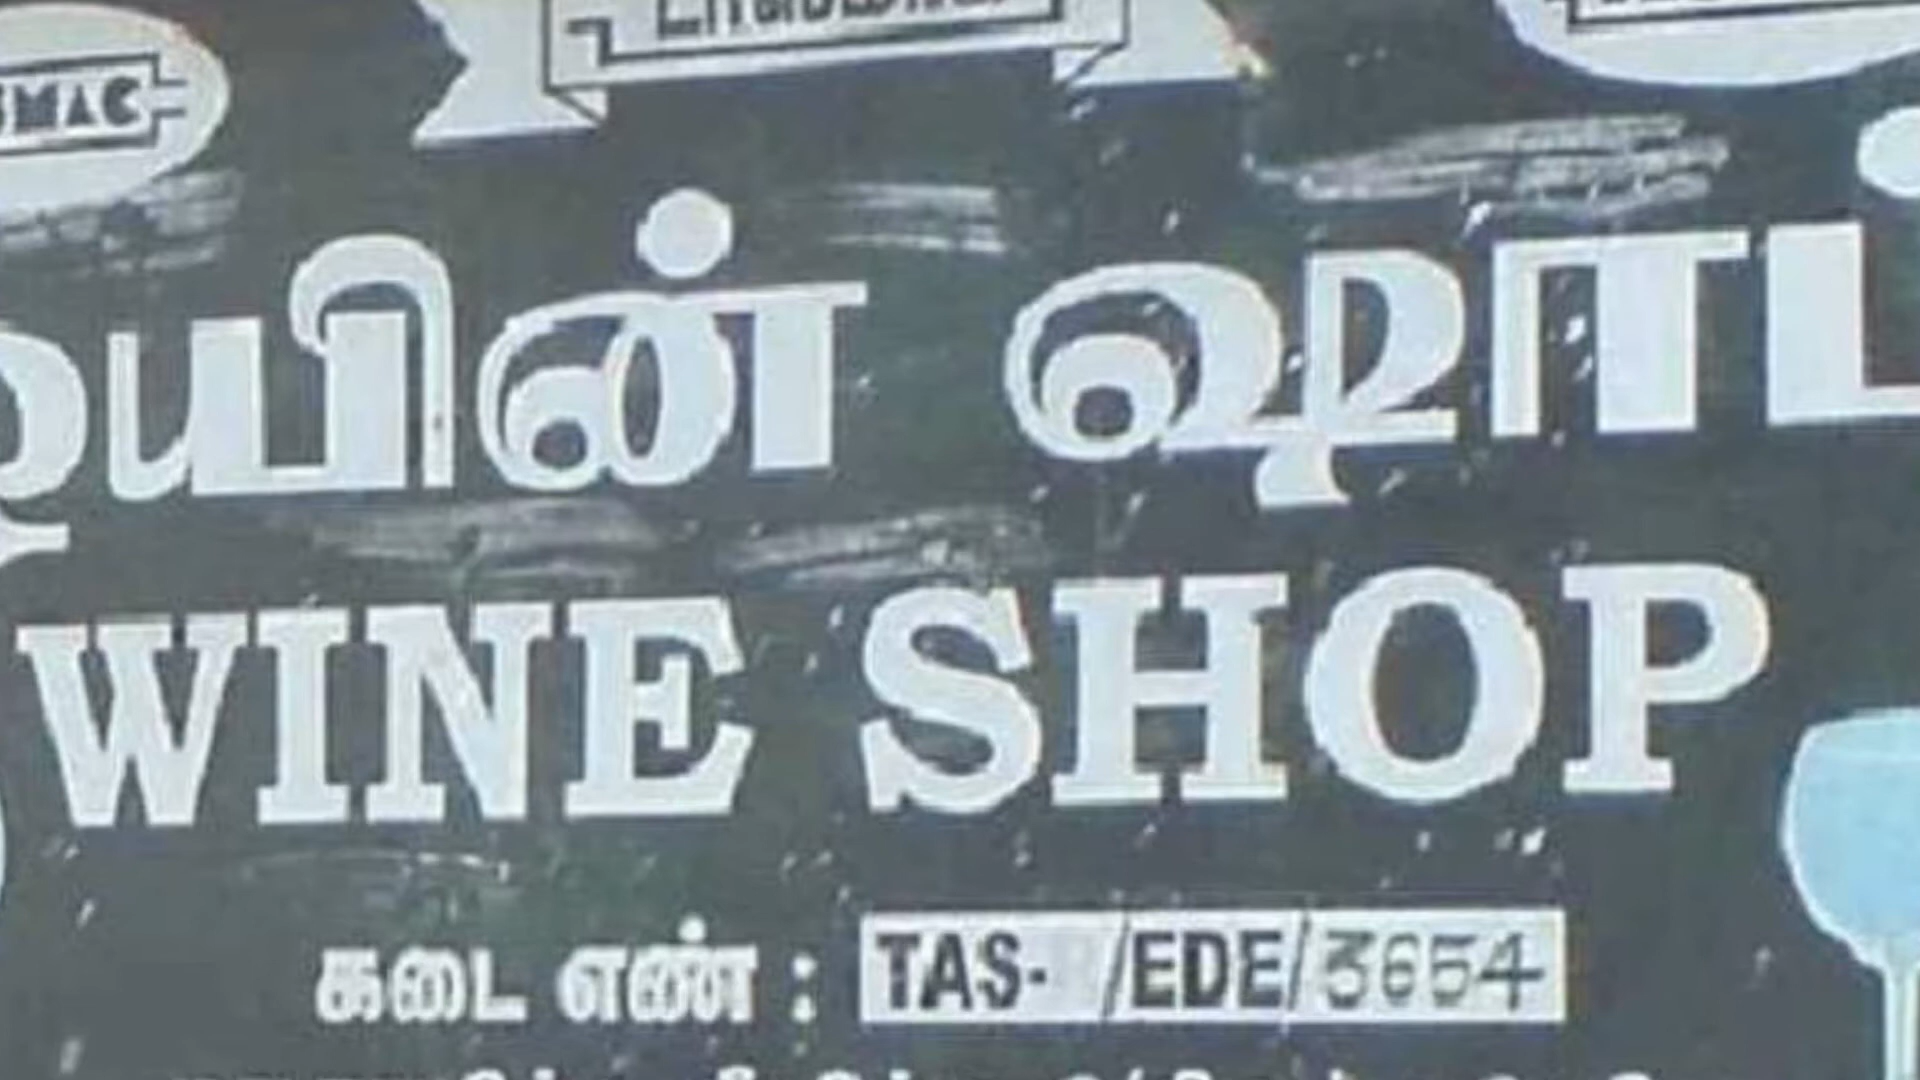 டாஸ்மாக்
ஒயின் ஷாப்
WINE SHOP
கடை எண் : TAS- /EDE/3654